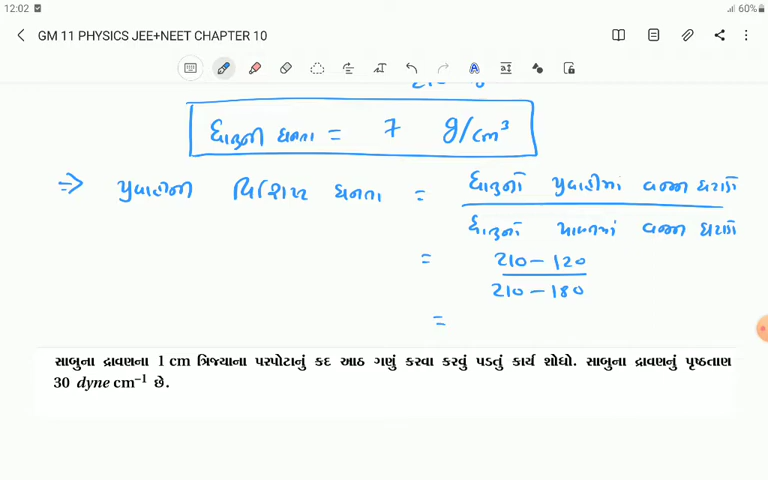 12:02 60%
GM 11 PHYSICS JEE+NEET CHAPTER 10
ધાતુની ઘનતા = 7 g/cm³
⇒ પ્રવાહીની વિશિષ્ટ ઘનતા = ધાતુનો પ્રવાહીમાં વજન ઘટાડો
ધાતુનો પાણીમાં વજન ઘટાડો
= 210 - 120
210 - 180
=
સાબુના દ્રાવણના 1 cm ત્રિજ્યાના પરપોટાનું કદ આઠ ગણું કરવા કરવું પડતું કાર્ય શોધો. સાબુના દ્રાવણનું પૃષ્ઠતાણ
30 dyne cm⁻¹ છે.